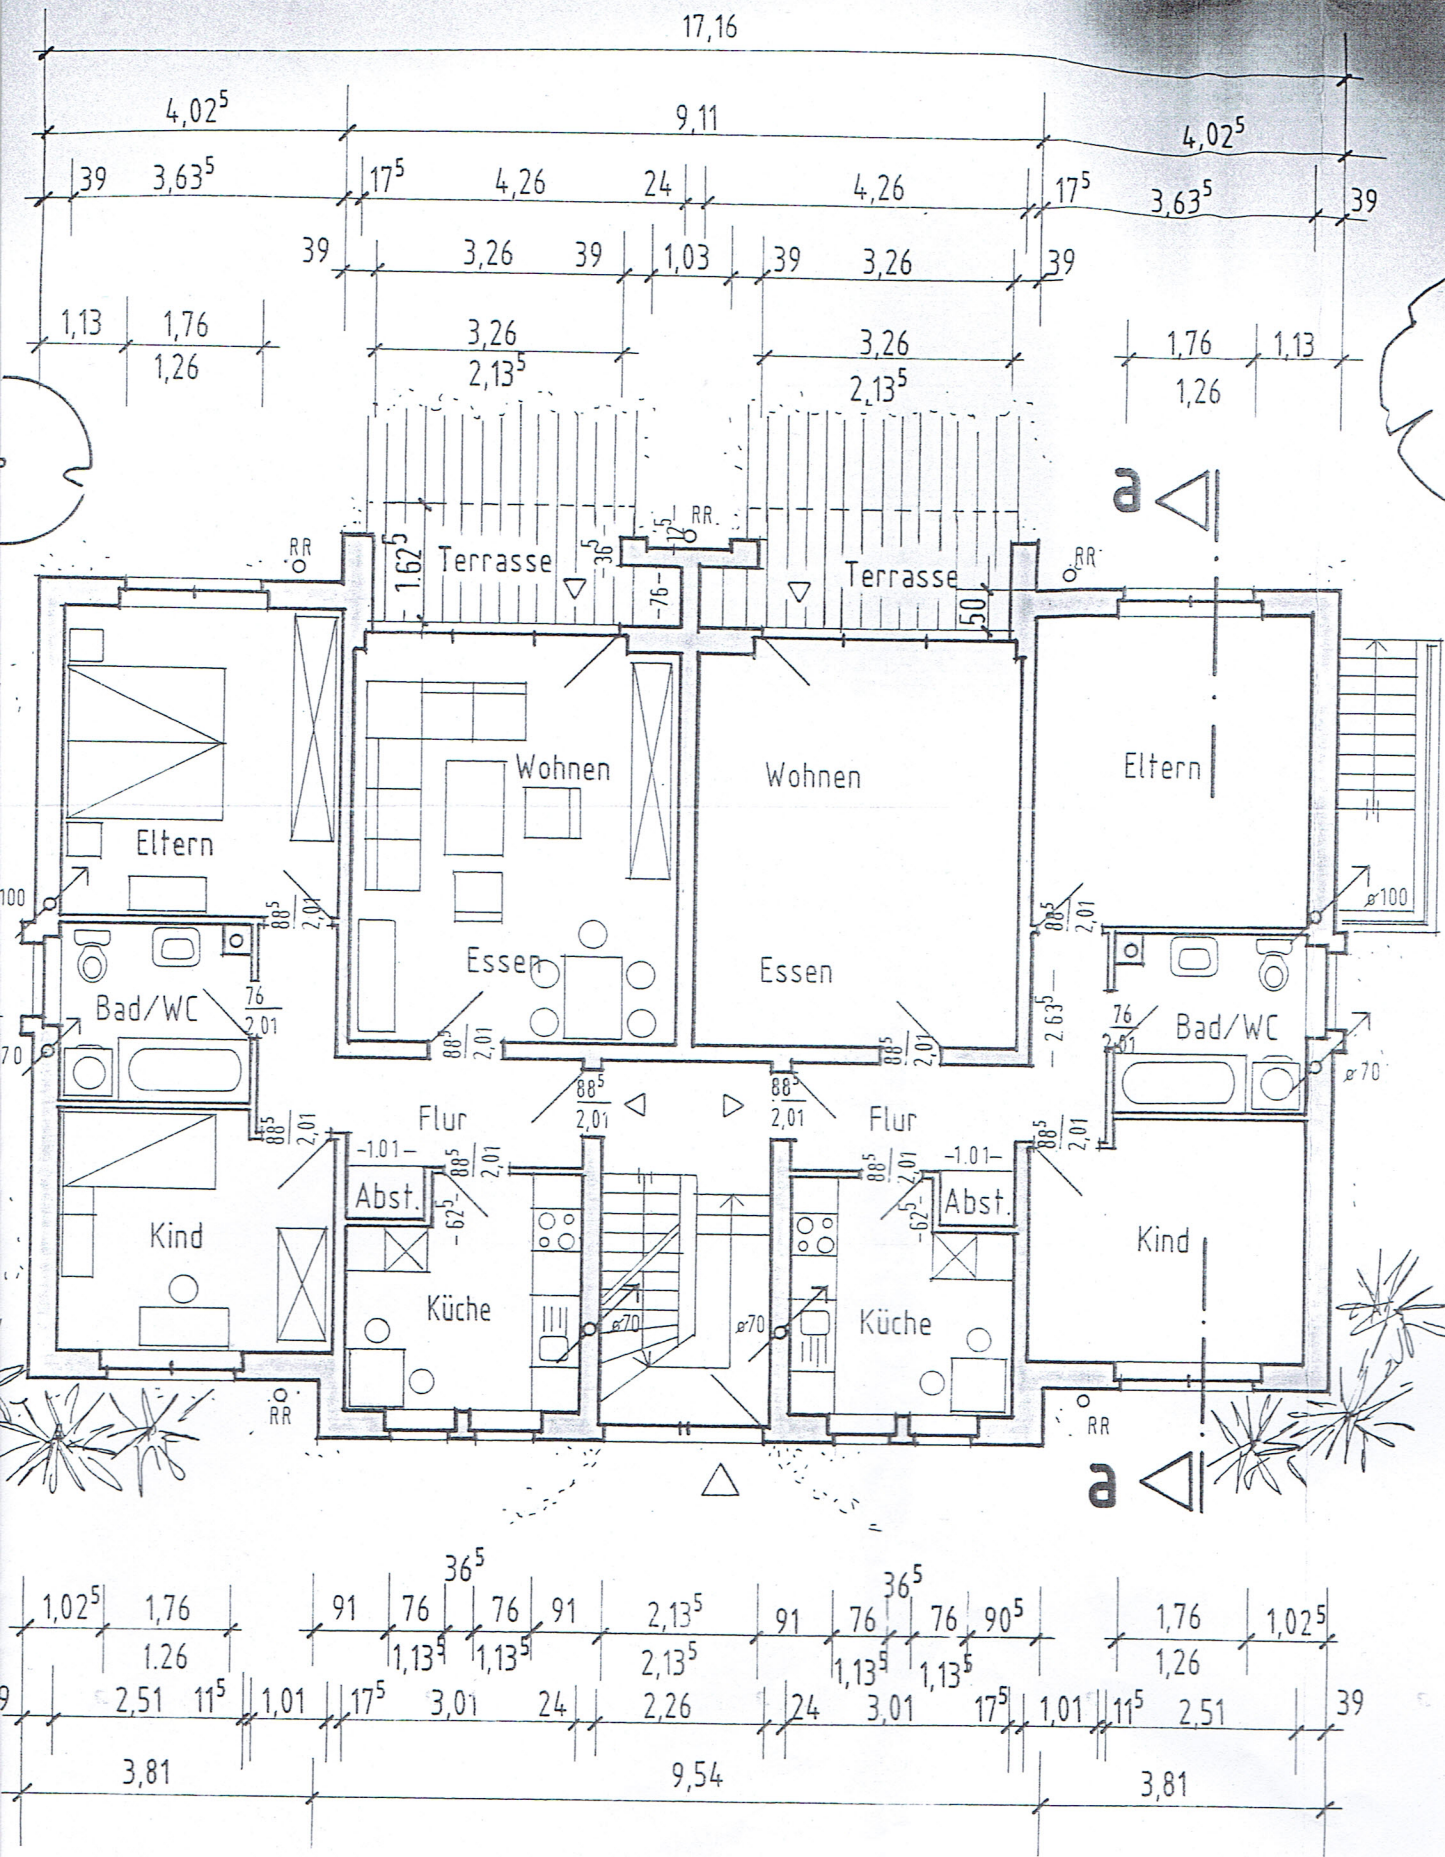 17,16
4,02⁵ 9,11 4,02⁵
39 3,63⁵ 17⁵ 4,26 24 4,26 17⁵ 3,63⁵ 39
39 3,26 39 1,03 39 3,26 39
1,13 1,76 3,26 3,26 1,76 1,13
1,26 2,13⁵ 2,13⁵ 1,26
a
RR 1.62⁵ Terrasse 36⁵ 12⁵ RR Terrasse RR
76 50
Wohnen Wohnen Eltern
Eltern
100 88⁵ 2,01 88⁵ 2,01 ø100
Essen Essen
Bad/WC 76 2,01 2.63⁵ 76 2,01 Bad/WC
70 88⁵ 2,01 88⁵ 2,01 ø70
88⁵ 2,01 88⁵ 2,01
88⁵ 2,01 Flur Flur 88⁵ 2,01
1.01 88⁵ 2,01 88⁵ 2,01 1.01
Abst. 62⁵ 62⁵ Abst.
Kind Kind
Küche ø70 ø70 Küche
RR RR
a
36⁵ 36⁵
1,02⁵ 1,76 91 76 76 91 2,13⁵ 91 76 76 90⁵ 1,76 1,02⁵
1.26 1,13⁵ 1,13⁵ 2,13⁵ 1,13⁵ 1,13⁵ 1,26
9 2,51 11⁵ 1,01 17⁵ 3,01 24 2,26 24 3,01 17⁵ 1,01 11⁵ 2,51 39
3,81 9,54 3,81